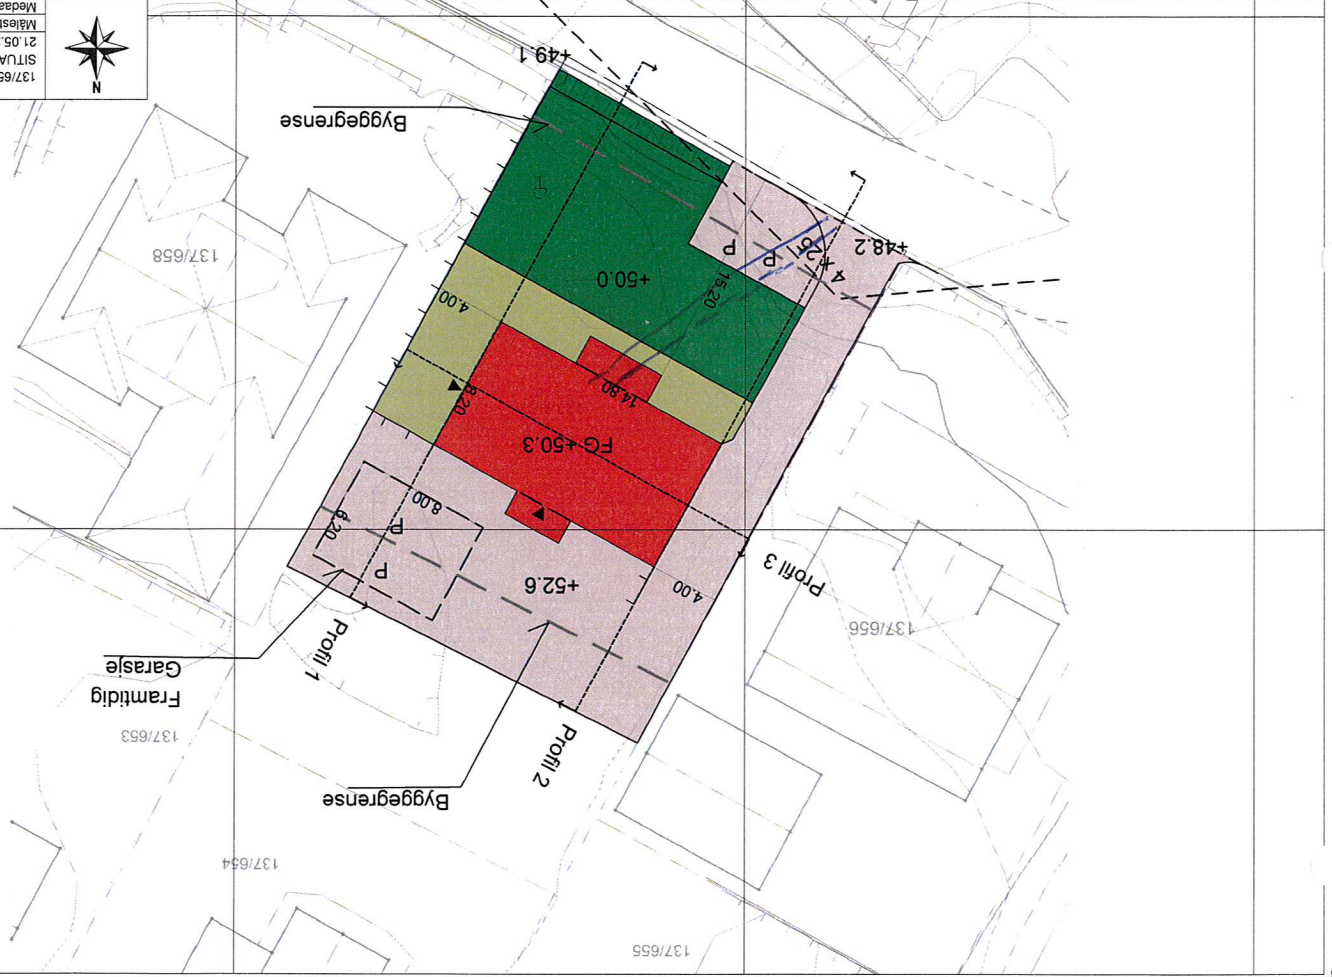 137/655
137/654
Byggegrense
Profil 2
137/653
Framtidig
Garasje
Profil 1
137/656
Profil 3
4.00
+52.6
P
P
6.20
8.00
FG +50.3
8.20
14.80
4.00
137/658
+50.0
15.20
P
P
4 x 25
+48.2
Byggegrense
+49.1
N
137/65
SITUA
21.05.
Målest
Medaa